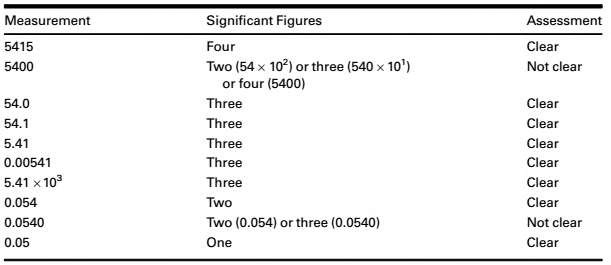 Measurement Significant Figures Assessment
5415 Four Clear
5400 Two (54 × 10²) or three (540 × 10¹) Not clear
or four (5400)
54.0 Three Clear
54.1 Three Clear
5.41 Three Clear
0.00541 Three Clear
5.41 × 10³ Three Clear
0.054 Two Clear
0.0540 Two (0.054) or three (0.0540) Not clear
0.05 One Clear